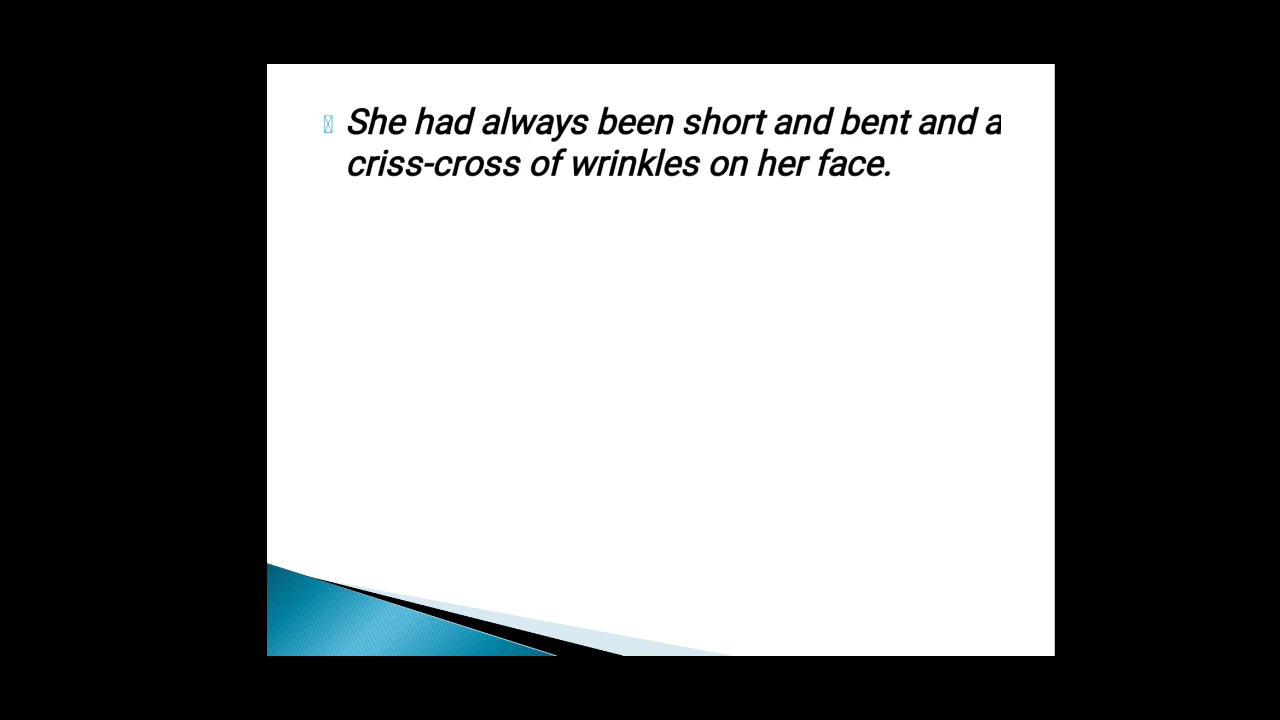 She had always been short and bent and a
criss-cross of wrinkles on her face.